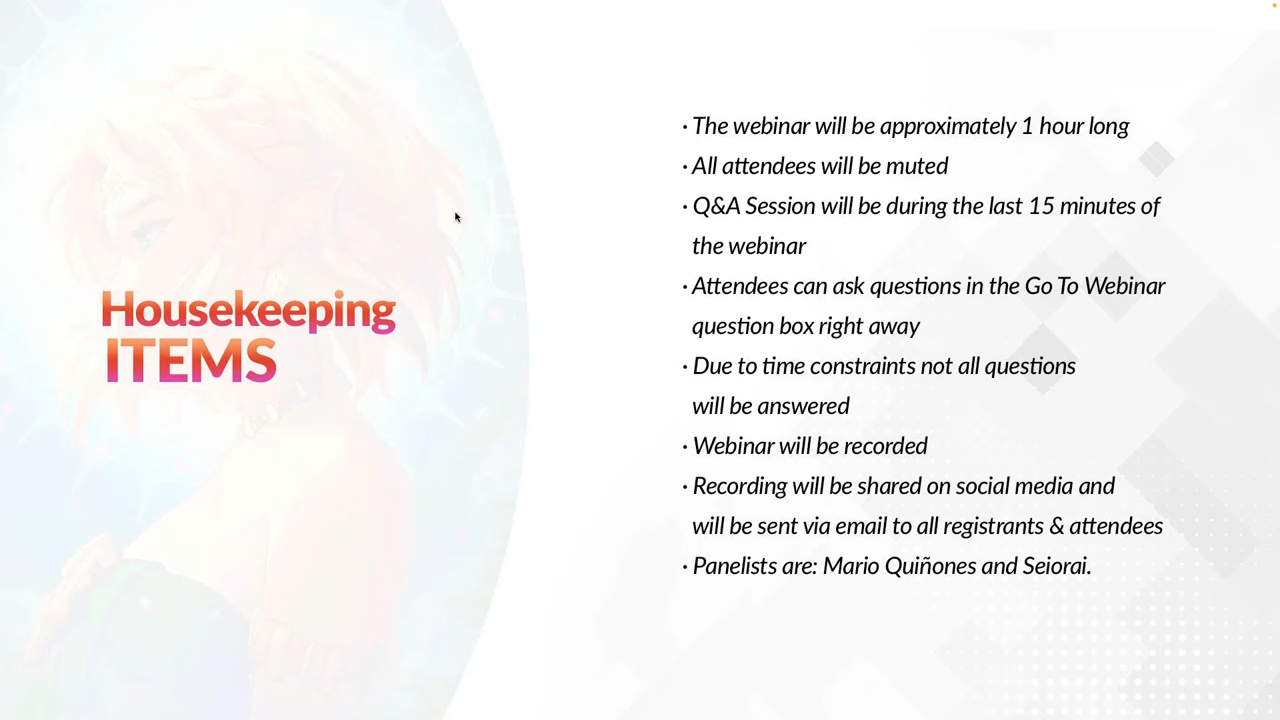 Housekeeping
ITEMS
· The webinar will be approximately 1 hour long
· All attendees will be muted
· Q&A Session will be during the last 15 minutes of
the webinar
· Attendees can ask questions in the Go To Webinar
question box right away
· Due to time constraints not all questions
will be answered
· Webinar will be recorded
· Recording will be shared on social media and
will be sent via email to all registrants & attendees
· Panelists are: Mario Quiñones and Seiorai.